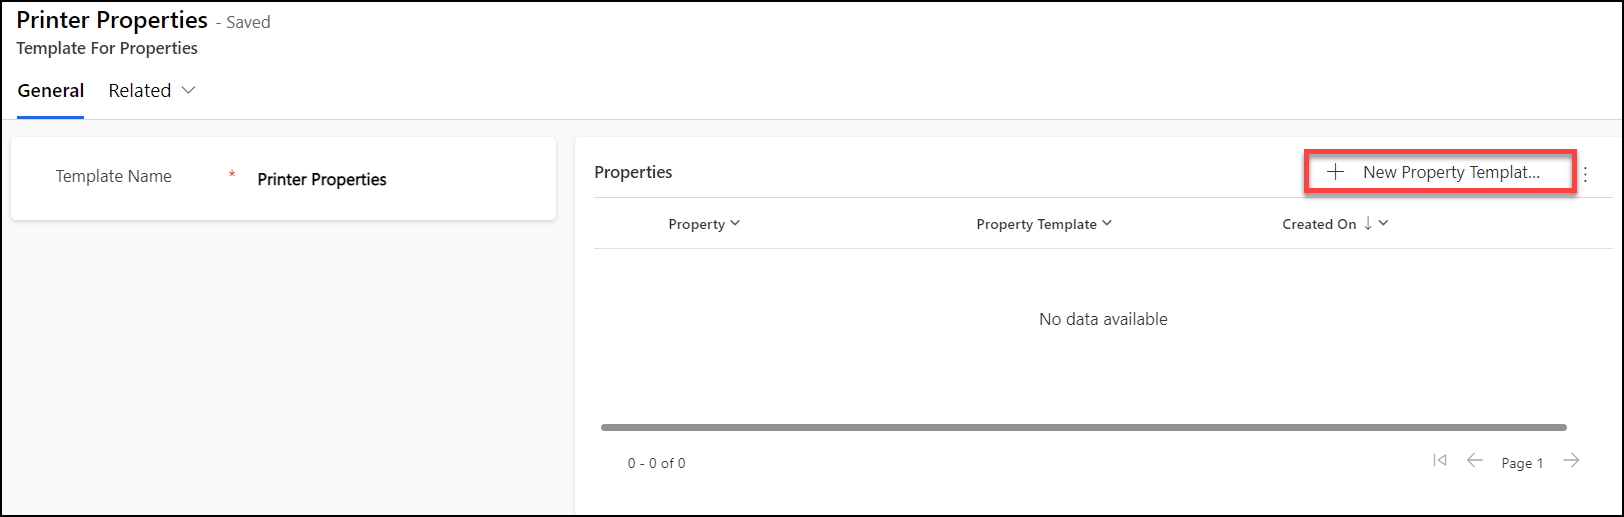 Printer Properties - Saved
Template For Properties
General Related
Template Name * Printer Properties
Properties
New Property Templat...
Property Property Template Created On
No data available
0 - 0 of 0
Page 1